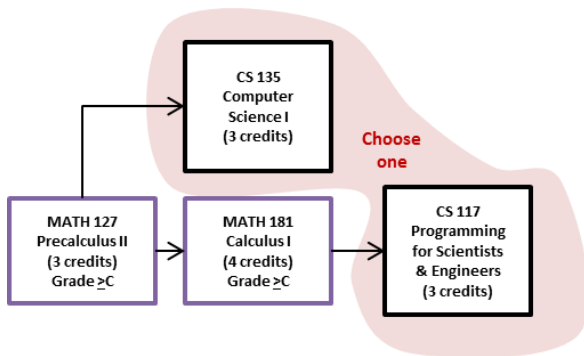 CS 135
Computer
Science I
(3 credits)
Choose
one
MATH 127
Precalculus II
(3 credits)
Grade ≥C
MATH 181
Calculus I
(4 credits)
Grade ≥C
CS 117
Programming
for Scientists
& Engineers
(3 credits)